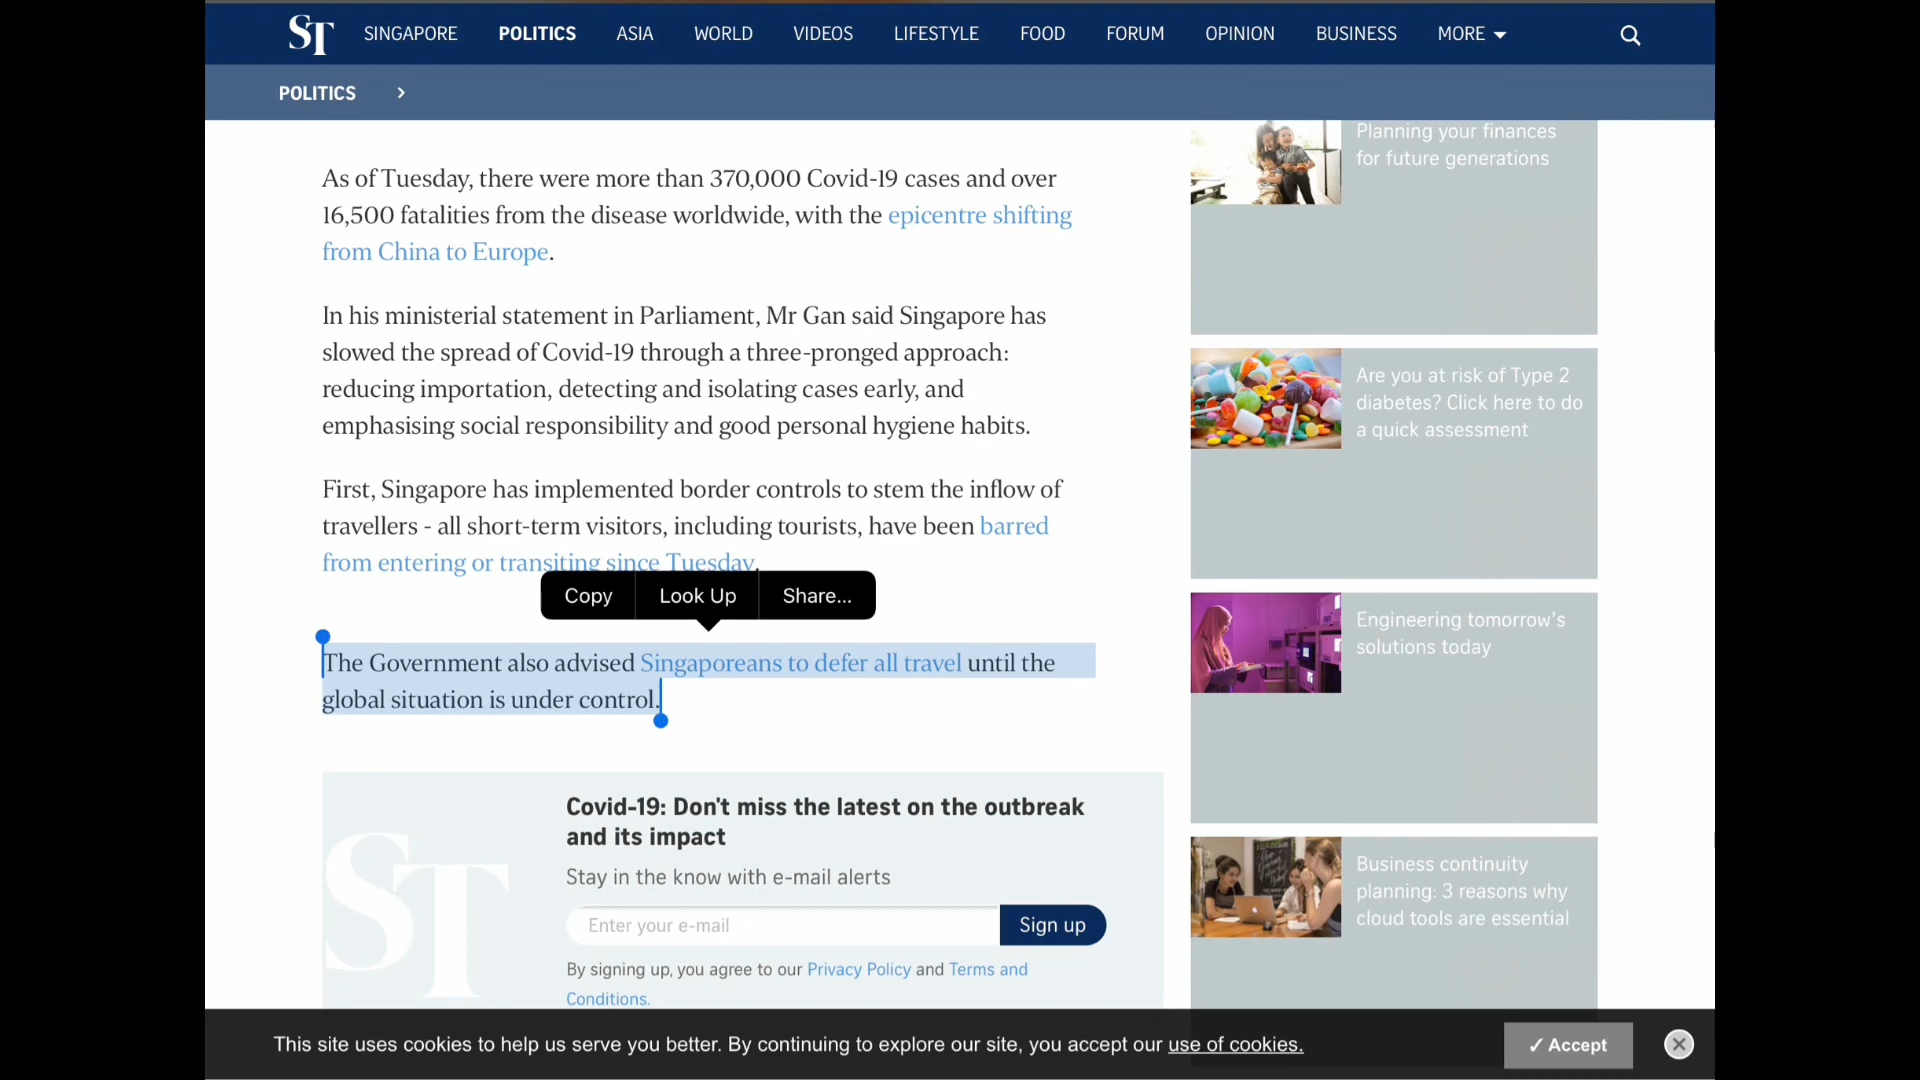 ST SINGAPORE POLITICS ASIA WORLD VIDEOS LIFESTYLE FOOD FORUM OPINION BUSINESS MORE
POLITICS
As of Tuesday, there were more than 370,000 Covid-19 cases and over
16,500 fatalities from the disease worldwide, with the epicentre shifting
from China to Europe.
In his ministerial statement in Parliament, Mr Gan said Singapore has
slowed the spread of Covid-19 through a three-pronged approach:
reducing importation, detecting and isolating cases early, and
emphasising social responsibility and good personal hygiene habits.
First, Singapore has implemented border controls to stem the inflow of
travellers - all short-term visitors, including tourists, have been barred
from entering or transiting since Tuesday.
Copy Look Up Share...
The Government also advised Singaporeans to defer all travel until the
global situation is under control.
ST
Covid-19: Don't miss the latest on the outbreak
and its impact
Stay in the know with e-mail alerts
Enter your e-mail Sign up
By signing up, you agree to our Privacy Policy and Terms and
Conditions.
Planning your finances
for future generations
Are you at risk of Type 2
diabetes? Click here to do
a quick assessment
Engineering tomorrow's
solutions today
Business continuity
planning: 3 reasons why
cloud tools are essential
This site uses cookies to help us serve you better. By continuing to explore our site, you accept our use of cookies. ✓ Accept